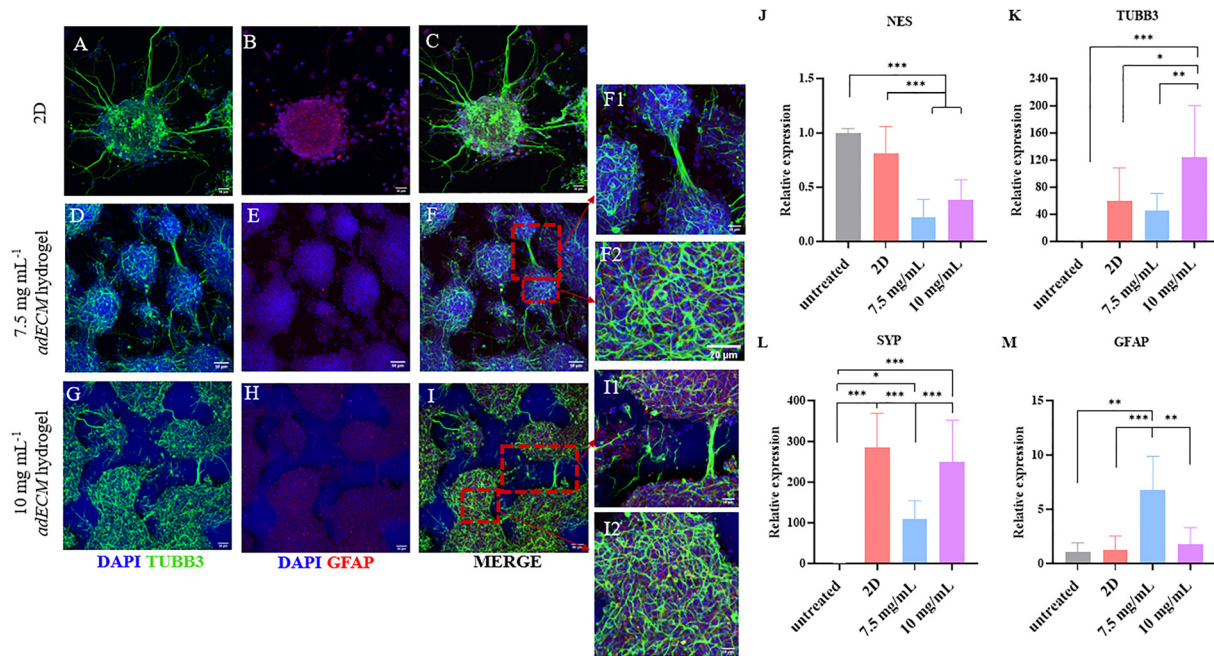 A
B
C
2D
D
E
F
7.5 mg mL-1
adECM hydrogel
G
H
I
10 mg mL-1
adECM hydrogel
DAPI TUBB3
DAPI GFAP
MERGE
F1
F2
20 μm
I1
I2
J
NES
***
***
Relative expression
1.5
1.0
0.5
0.0
untreated
2D
7.5 mg/mL
10 mg/mL
K
TUBB3
***
*
**
Relative expression
240
200
160
120
80
40
0
untreated
2D
7.5 mg/mL
10 mg/mL
L
SYP
***
*
***
***
***
Relative expression
400
300
200
100
untreated
2D
7.5 mg/mL
10 mg/mL
M
GFAP
**
***
**
Relative expression
15
10
5
0
untreated
2D
7.5 mg/mL
10 mg/mL